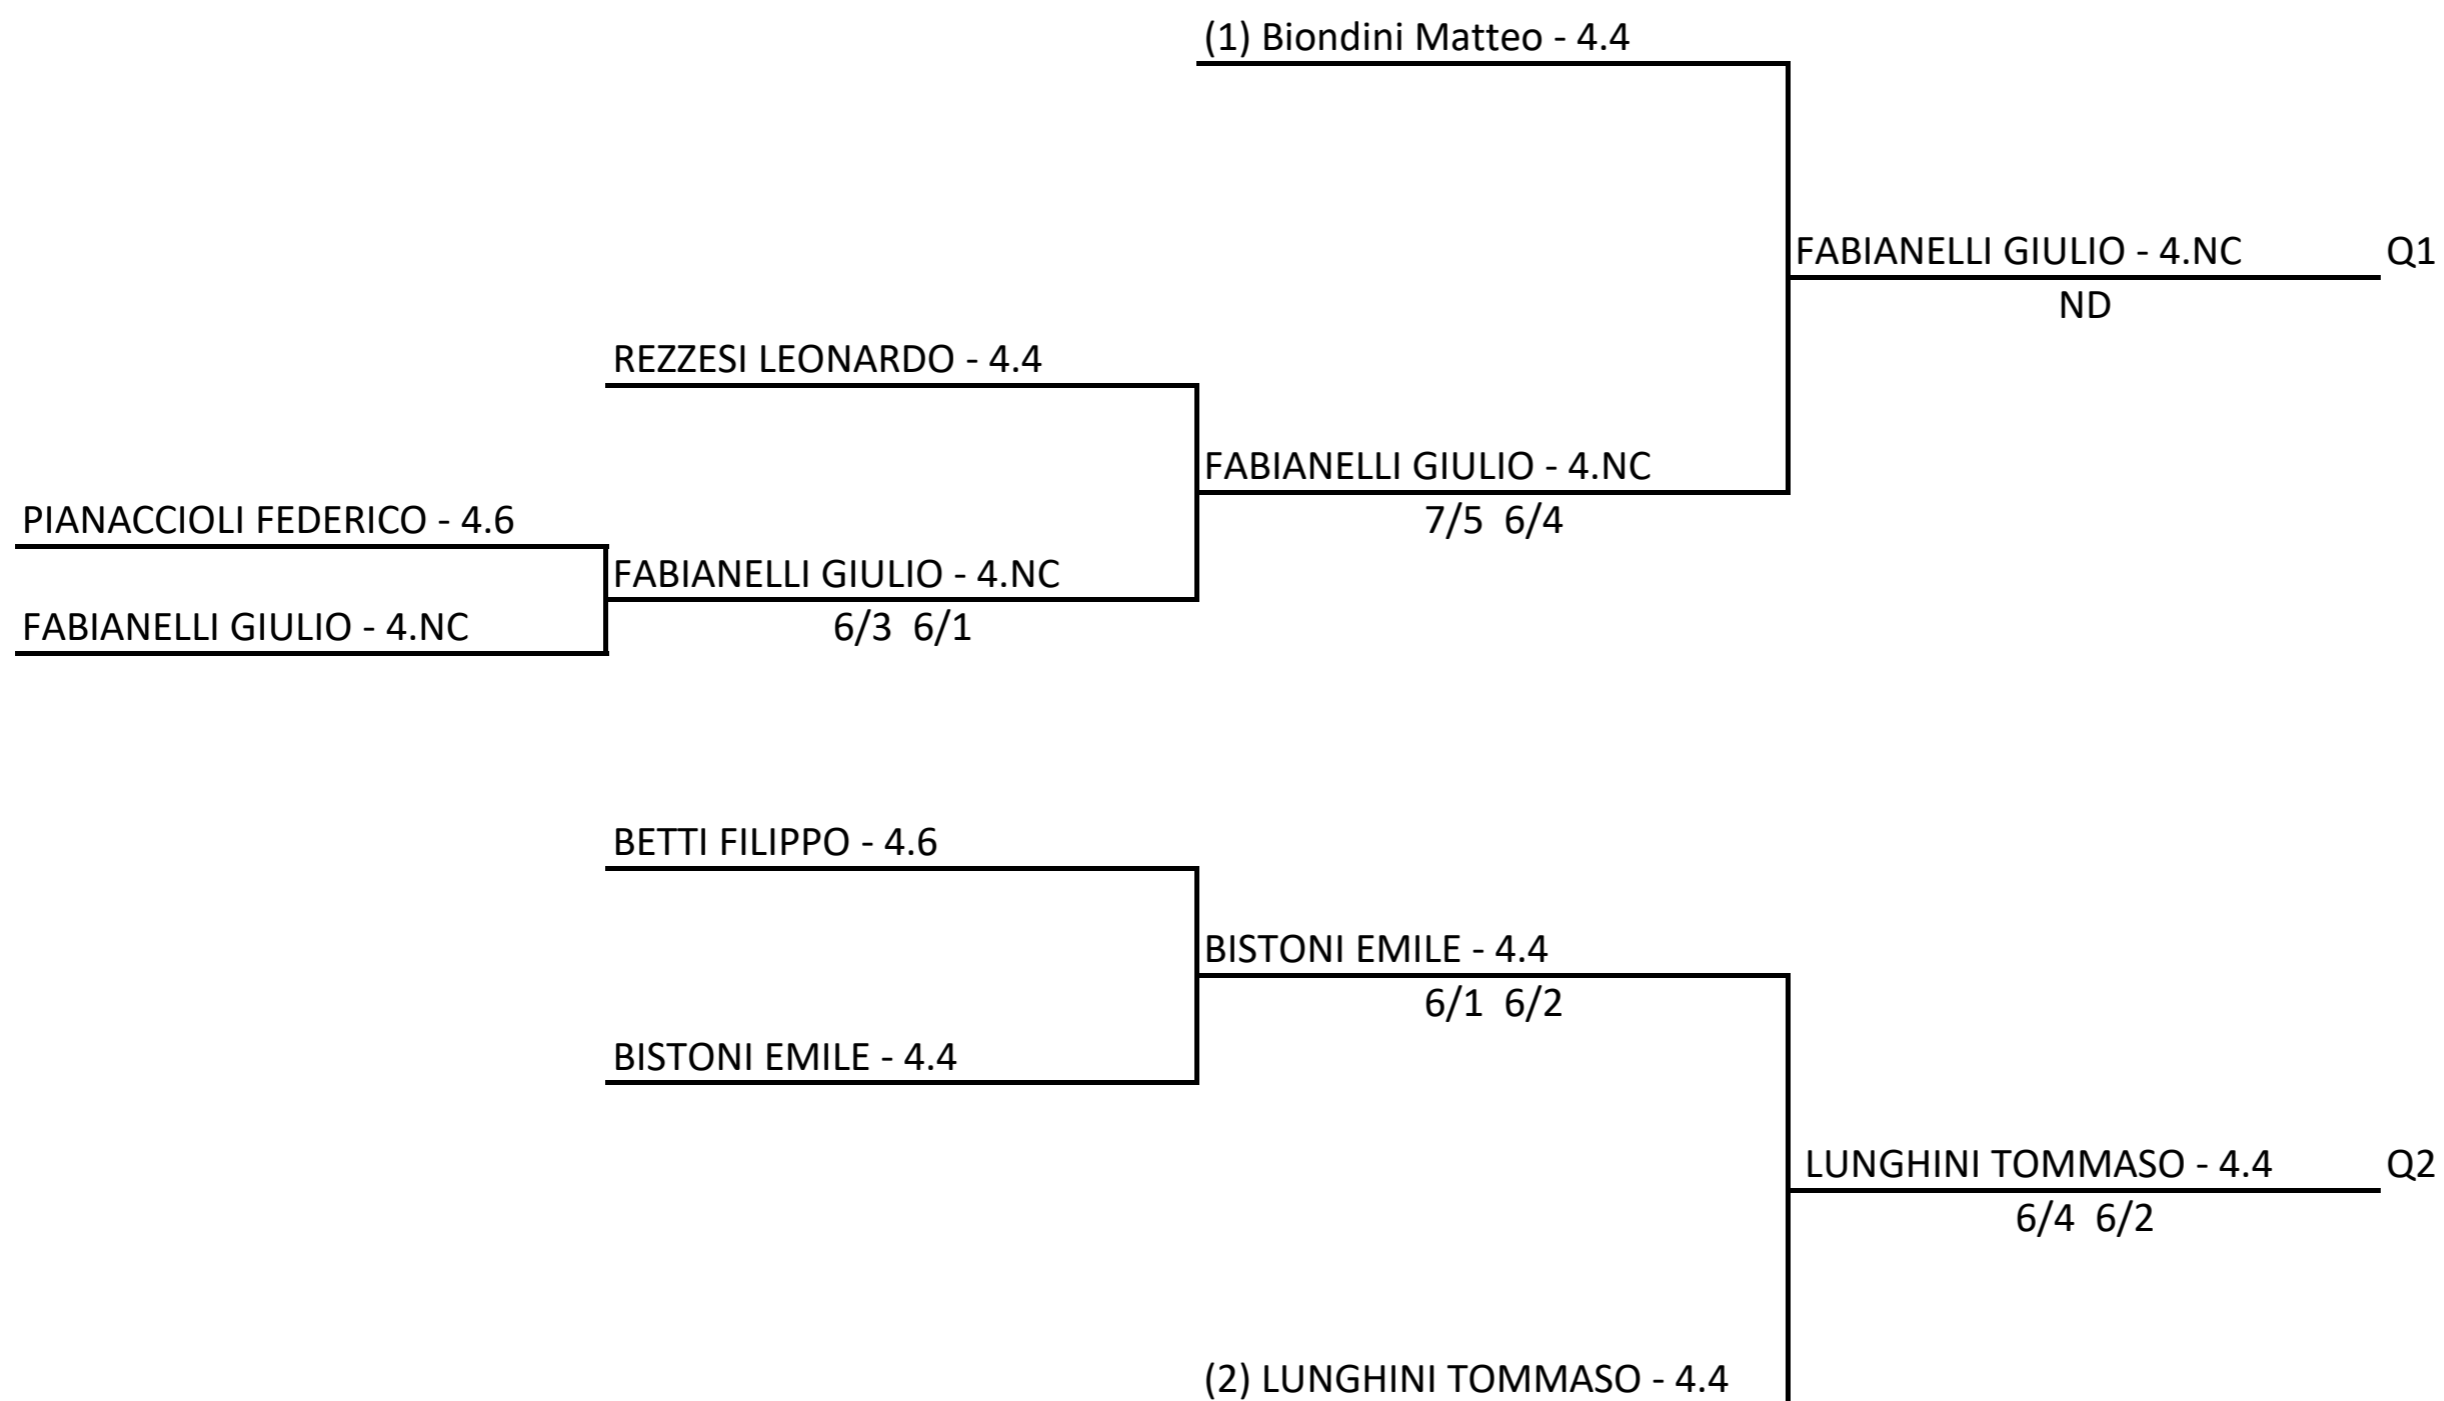 (1) Biondini Matteo - 4.4
FABIANELLI GIULIO - 4.NC Q1
ND
REZZESI LEONARDO - 4.4
FABIANELLI GIULIO - 4.NC
7/5 6/4
PIANACCIOLI FEDERICO - 4.6
FABIANELLI GIULIO - 4.NC
6/3 6/1
FABIANELLI GIULIO - 4.NC
BETTI FILIPPO - 4.6
BISTONI EMILE - 4.4
6/1 6/2
BISTONI EMILE - 4.4
LUNGHINI TOMMASO - 4.4 Q2
6/4 6/2
(2) LUNGHINI TOMMASO - 4.4